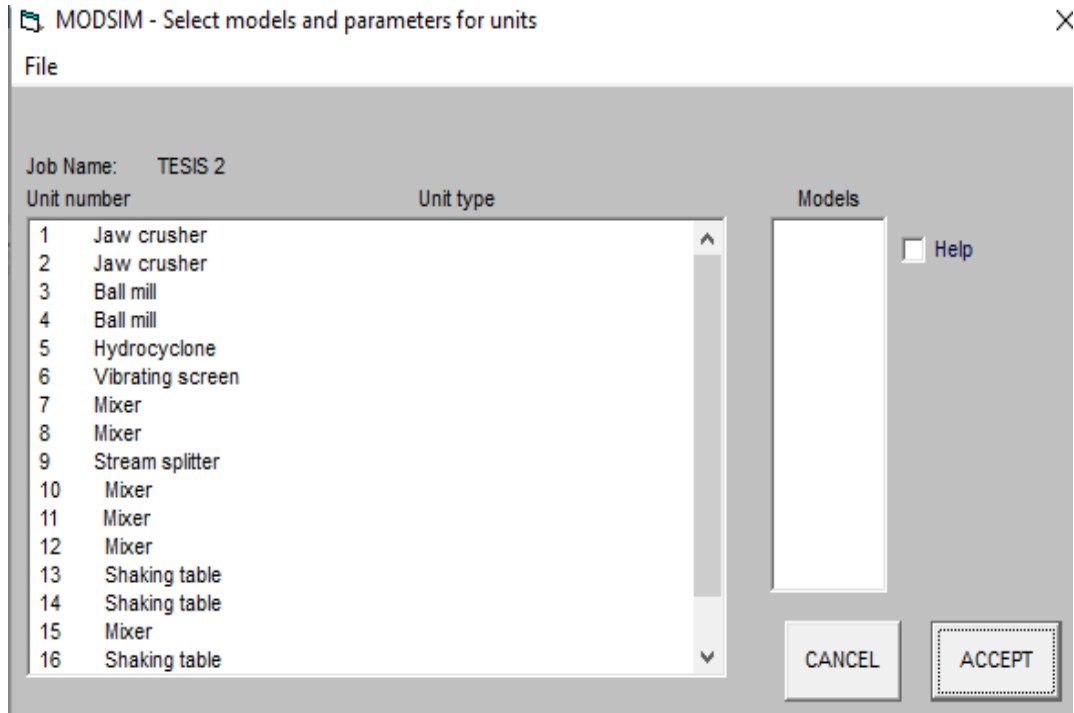 MODSIM - Select models and parameters for units
File
Job Name: TESIS 2
Unit number Unit type Models
1 Jaw crusher
Help
2 Jaw crusher
3 Ball mill
4 Ball mill
5 Hydrocyclone
6 Vibrating screen
7 Mixer
8 Mixer
9 Stream splitter
10 Mixer
11 Mixer
12 Mixer
13 Shaking table
14 Shaking table
15 Mixer
16 Shaking table
CANCEL ACCEPT